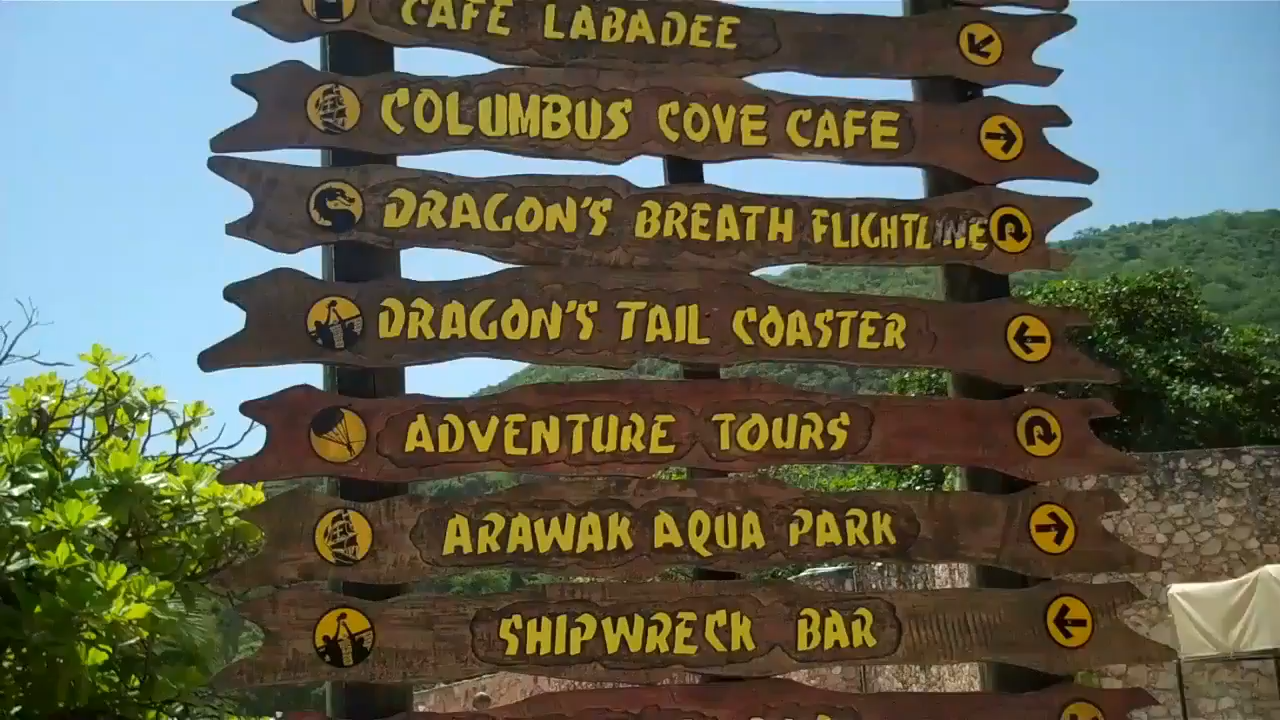 CAFE LABADEE
COLUMBUS COVE CAFE
DRAGON'S BREATH FLIGHTLINE
DRAGON'S TAIL COASTER
ADVENTURE TOURS
ARAWAK AQUA PARK
SHIPWRECK BAR